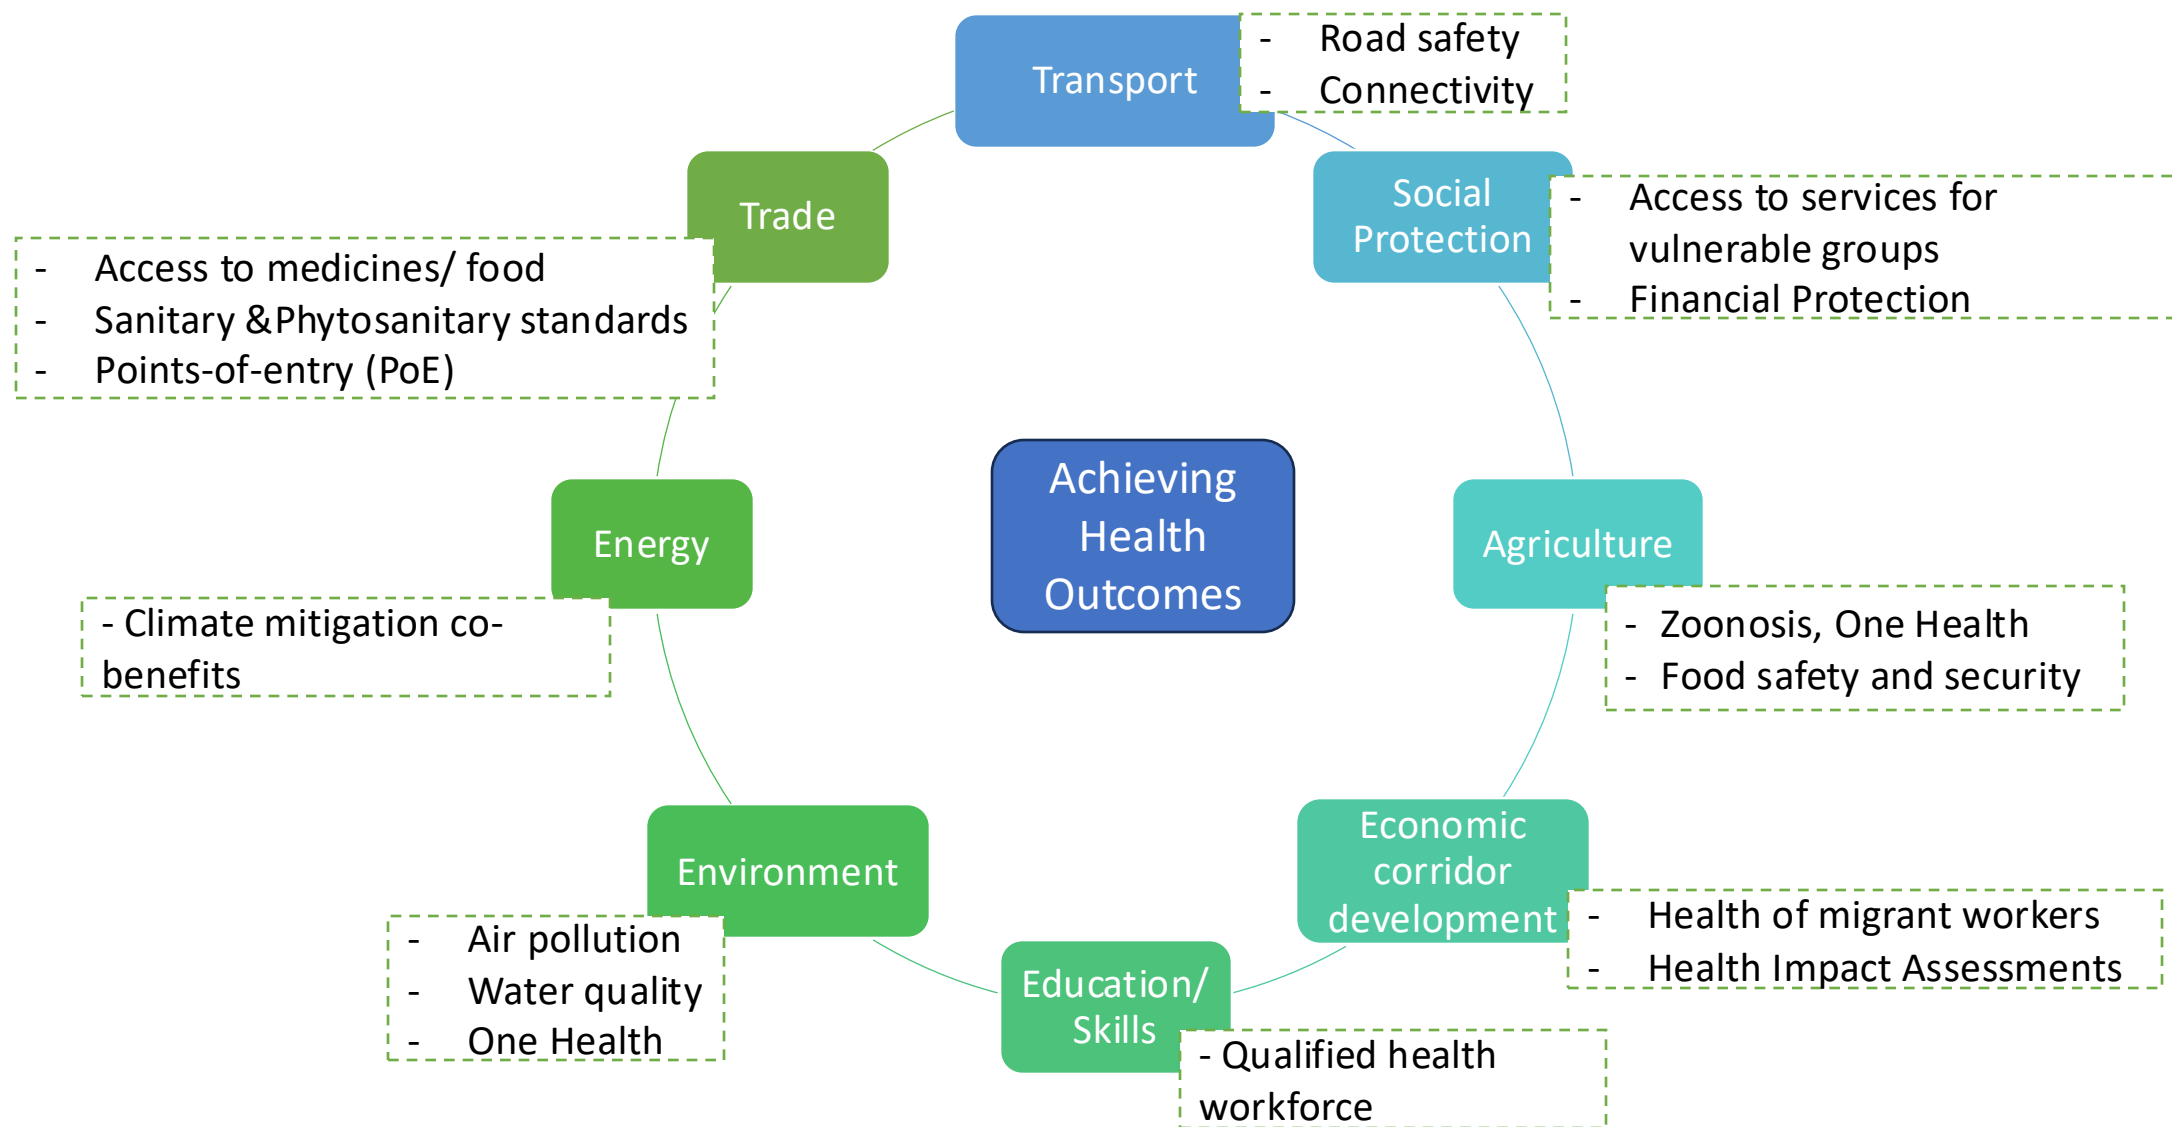 Transport
- Road safety
- Connectivity
Social
Protection
- Access to services for
vulnerable groups
- Financial Protection
Agriculture
- Zoonosis, One Health
- Food safety and security
Economic
corridor
development
- Health of migrant workers
- Health Impact Assessments
Education/
Skills
- Qualified health
workforce
Environment
- Air pollution
- Water quality
- One Health
Energy
- Climate mitigation co-
benefits
Trade
- Access to medicines/ food
- Sanitary &Phytosanitary standards
- Points-of-entry (PoE)
Achieving
Health
Outcomes